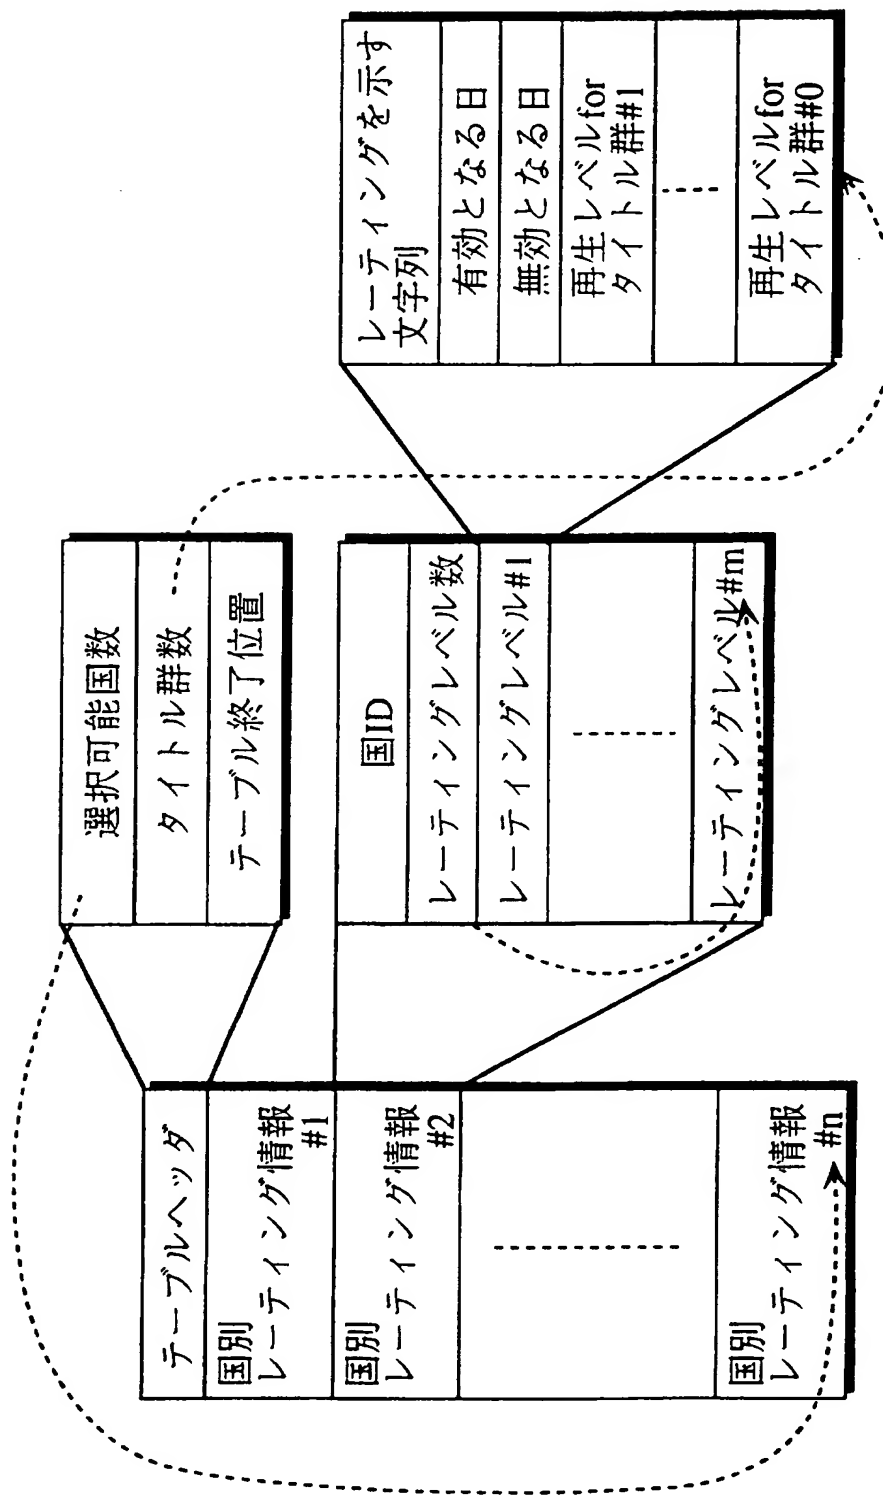 テーブルヘッダ
国別
レーティング情報
#1
国別
レーティング情報
#2
国別
レーティング情報
#n
選択可能国数
タイトル群数
テーブル終了位置
国ID
レーティングレベル数
レーティングレベル#1
レーティングレベル#m
レーティングを示す
文字列
有効となる日
無効となる日
再生レベルfor
タイトル群#1
再生レベルfor
タイトル群#0